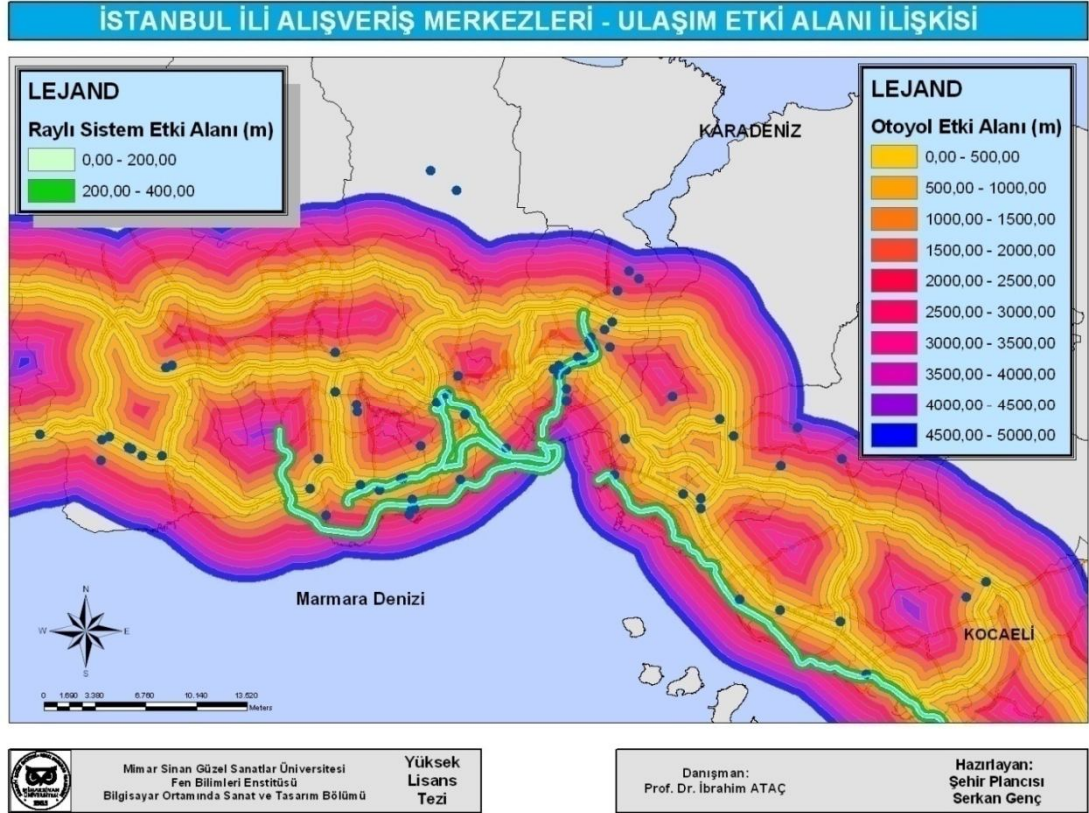 İSTANBUL İLİ ALIŞVERİŞ MERKEZLERİ - ULAŞIM ETKİ ALANI İLİŞKİSİ
LEJAND
Raylı Sistem Etki Alanı (m)
0,00 - 200,00
200,00 - 400,00
LEJAND
Otoyol Etki Alanı (m)
0,00 - 500,00
500,00 - 1000,00
1000,00 - 1500,00
1500,00 - 2000,00
2000,00 - 2500,00
2500,00 - 3000,00
3000,00 - 3500,00
3500,00 - 4000,00
4000,00 - 4500,00
4500,00 - 5000,00
KARADENİZ
Marmara Denizi
KOCAELİ
N
W
E
S
0 1.690 3.380 6.760 10.140 13.520
Meters
Mimar Sinan Güzel Sanatlar Üniversitesi
Fen Bilimleri Enstitüsü
Bilgisayar Ortamında Sanat ve Tasarım Bölümü
Yüksek
Lisans
Tezi
Danışman:
Prof. Dr. İbrahim ATAÇ
Hazırlayan:
Şehir Plancısı
Serkan Genç